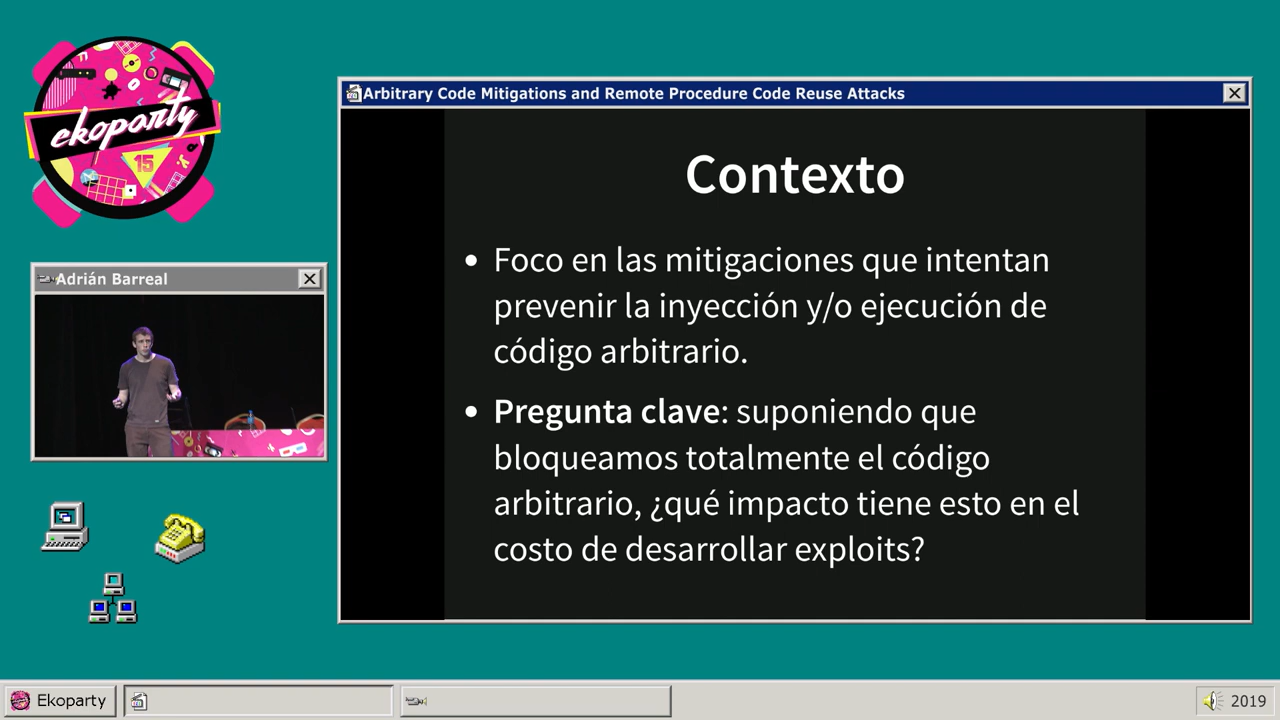 ekoparty
15
Arbitrary Code Mitigations and Remote Procedure Code Reuse Attacks
Contexto
• Foco en las mitigaciones que intentan
prevenir la inyección y/o ejecución de
código arbitrario.
• Pregunta clave: suponiendo que
bloqueamos totalmente el código
arbitrario, ¿qué impacto tiene esto en el
costo de desarrollar exploits?
Adrián Barreal
Ekoparty
2019